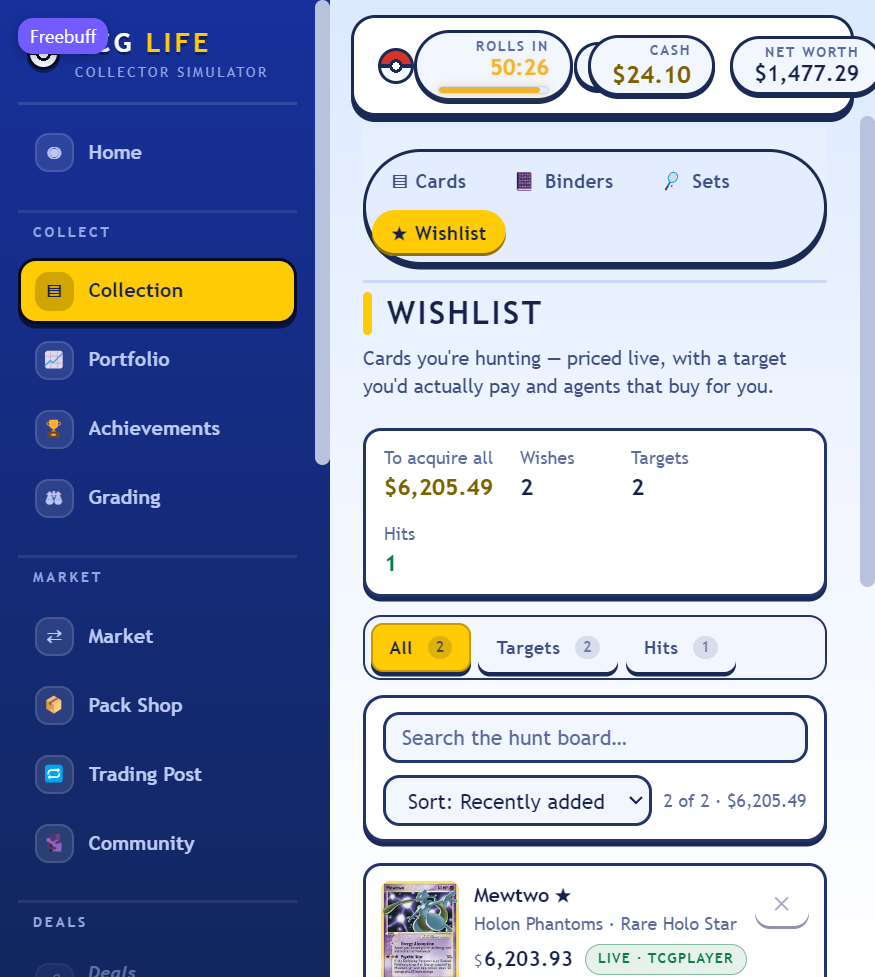 Freebuff
CG LIFE
COLLECTOR SIMULATOR
Home
COLLECT
Collection
Portfolio
Achievements
Grading
MARKET
Market
Pack Shop
Trading Post
Community
DEALS
Deals
ROLLS IN
50:26
CASH
$24.10
NET WORTH
$1,477.29
Cards
Binders
Sets
★ Wishlist
WISHLIST
Cards you're hunting — priced live, with a target
you'd actually pay and agents that buy for you.
To acquire all
$6,205.49
Wishes
2
Targets
2
Hits
1
All 2
Targets 2
Hits 1
Search the hunt board…
Sort: Recently added
2 of 2 · $6,205.49
Mewtwo ★
Holon Phantoms · Rare Holo Star
$6,203.93
LIVE · TCGPLAYER